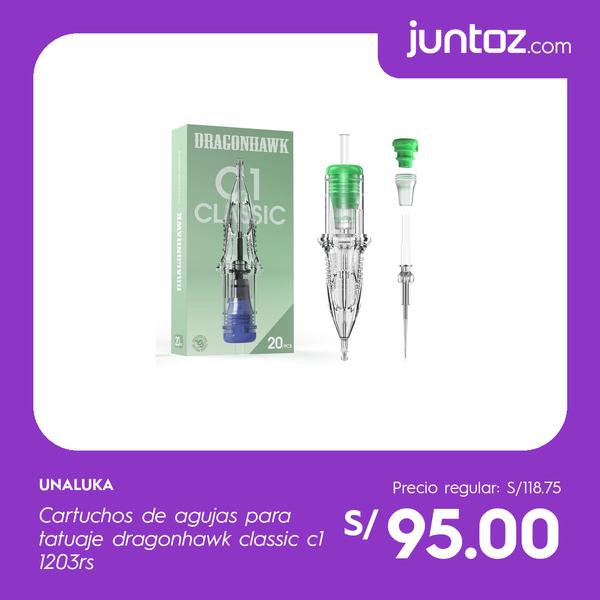 juntoz.com
DRAGONHAWK
C1
CLASSIC
DRAGONHAWK
20PCS
UNALUKA
Cartuchos de agujas para
tatuaje dragonhawk classic c1
1203rs
Precio regular: S/118.75
S/95.00